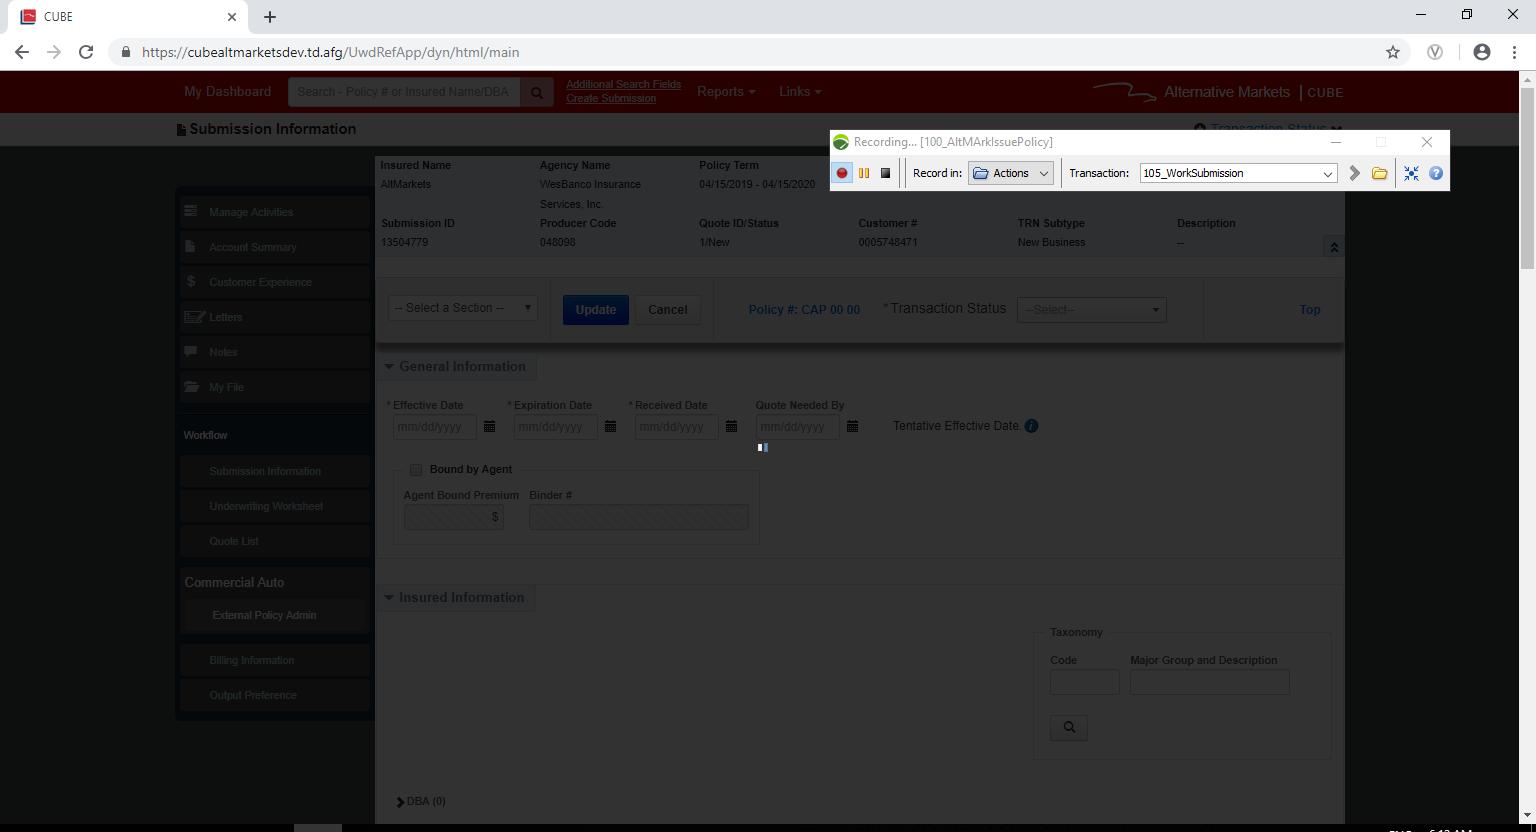 CUBE
https://cubealtmarketsdev.td.afg/UwdRefApp/dyn/html/main
My Dashboard
Search - Policy # or Insured Name/DBA
Additional Search Fields
Create Submission
Reports
Links
Alternative Markets | CUBE
Submission Information
Transaction Status
Recording... [100_AltMArkIssuePolicy]
Record in:
Actions
Transaction:
105_WorkSubmission
Insured Name
Agency Name
Policy Term
AltMarkets
WesBanco Insurance
Services, Inc.
04/15/2019 - 04/15/2020
Submission ID
Producer Code
Quote ID/Status
Customer #
TRN Subtype
Description
13504779
048098
1/New
0005748471
New Business
--
Manage Activities
Account Summary
Customer Experience
Letters
Notes
My File
Workflow
Submission Information
Underwriting Worksheet
Quote List
Commercial Auto
External Policy Admin
Billing Information
Output Preference
-- Select a Section --
Update
Cancel
Policy #: CAP 00 00
* Transaction Status
--Select--
Top
General Information
* Effective Date
* Expiration Date
* Received Date
Quote Needed By
mm/dd/yyyy
mm/dd/yyyy
mm/dd/yyyy
mm/dd/yyyy
Tentative Effective Date.
Bound by Agent
Agent Bound Premium
Binder #
$
Insured Information
Taxonomy
Code
Major Group and Description
DBA (0)